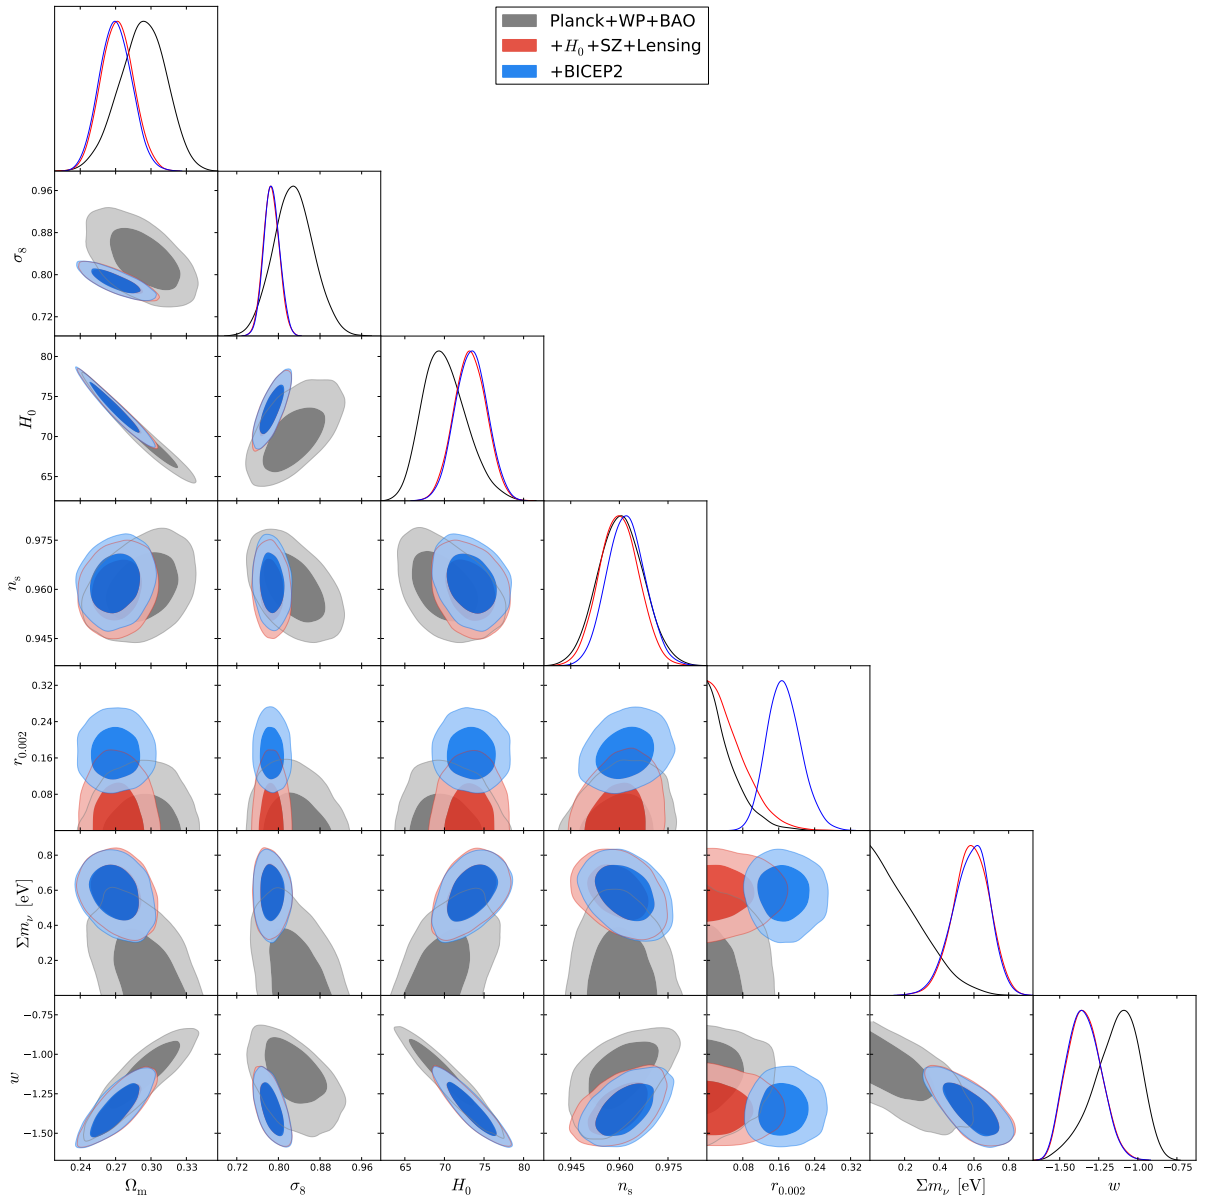 Planck+WP+BAO
+H₀+SZ+Lensing
+BICEP2
0.96
0.88
0.80
0.72
σ₈
80
75
70
65
H₀
0.975
0.960
0.945
nₛ
0.32
0.24
0.16
0.08
r₀.₀₀₂
0.8
0.6
0.4
0.2
Σmᵥ [eV]
−0.75
−1.00
−1.25
−1.50
w
0.24 0.27 0.30 0.33 0.72 0.80 0.88 0.96 65 70 75 80 0.945 0.960 0.975 0.08 0.16 0.24 0.32 0.2 0.4 0.6 0.8 −1.50 −1.25 −1.00 −0.75
Ωₘ σ₈ H₀ nₛ r₀.₀₀₂ Σmᵥ [eV] w